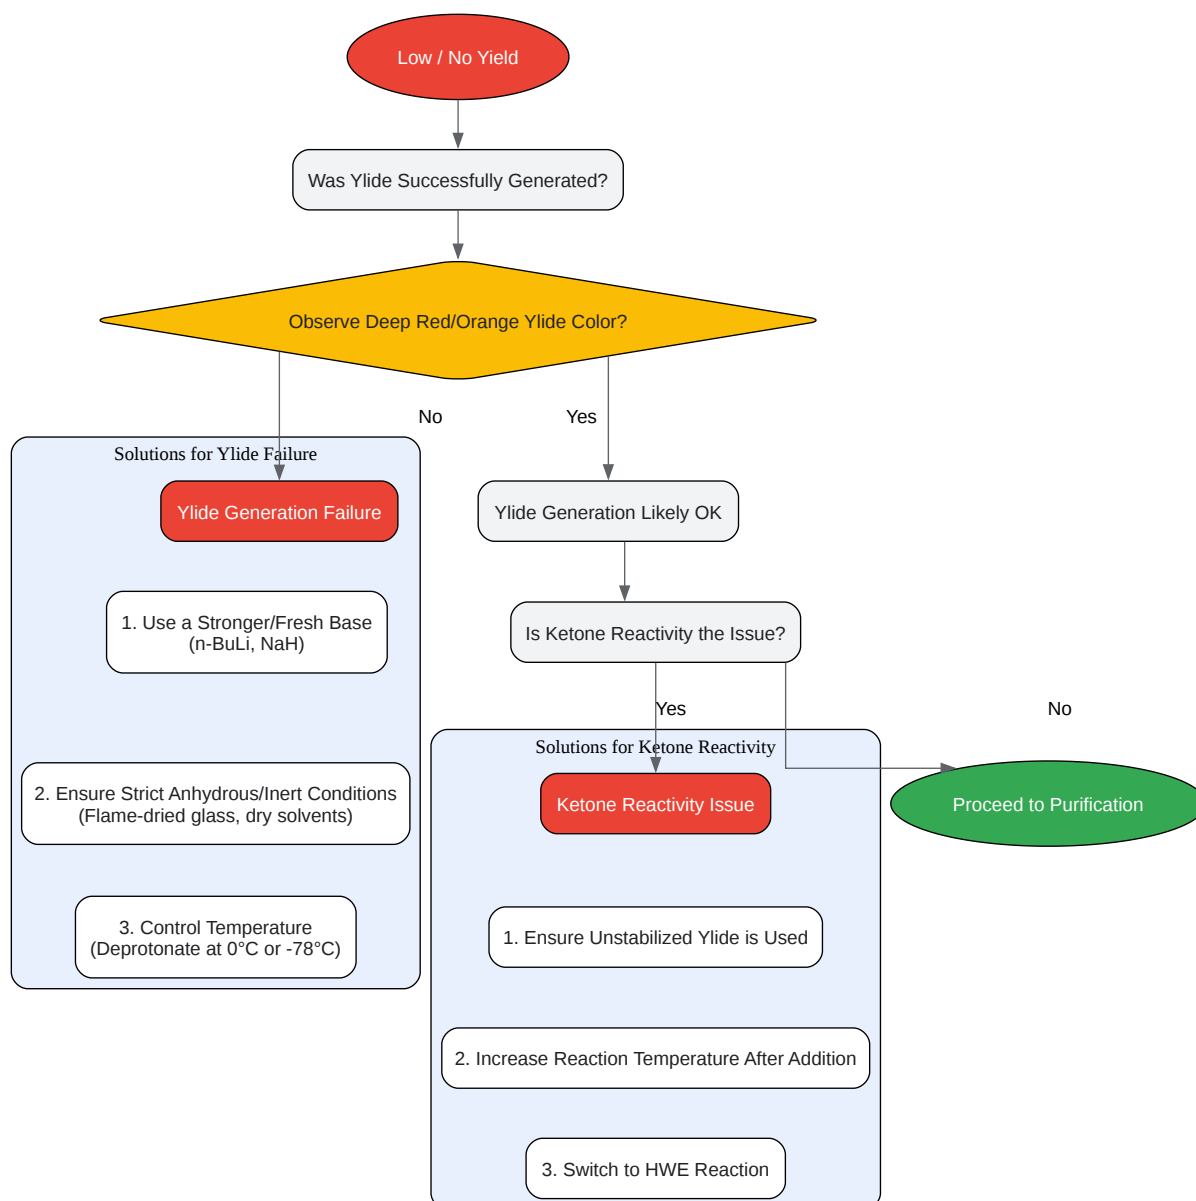 Low / No Yield
Was Ylide Successfully Generated?
Observe Deep Red/Orange Ylide Color?
No
Yes
Solutions for Ylide Failure
Ylide Generation Failure
Ylide Generation Likely OK
1. Use a Stronger/Fresh Base
(n-BuLi, NaH)
Is Ketone Reactivity the Issue?
Yes
No
2. Ensure Strict Anhydrous/Inert Conditions
(Flame-dried glass, dry solvents)
Solutions for Ketone Reactivity
Ketone Reactivity Issue
Proceed to Purification
3. Control Temperature
(Deprotonate at 0°C or -78°C)
1. Ensure Unstabilized Ylide is Used
2. Increase Reaction Temperature After Addition
3. Switch to HWE Reaction